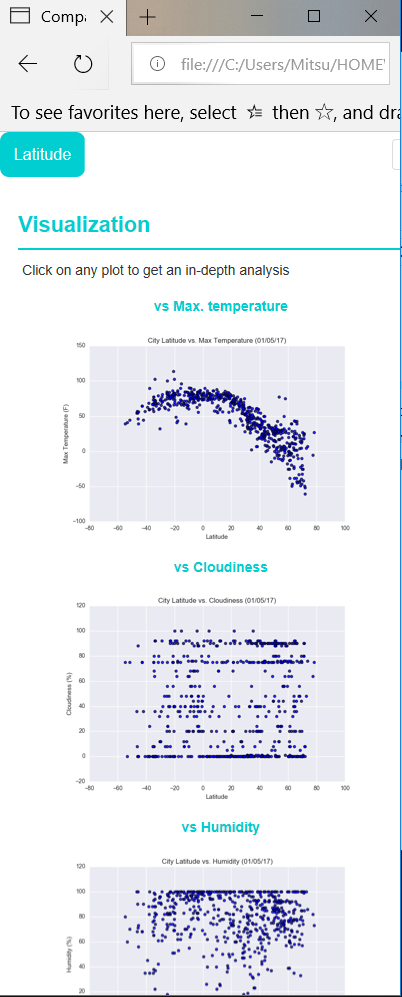 Compa
file:///C:/Users/Mitsu/HOMEW
To see favorites here, select then , and dra
Latitude
Visualization
Click on any plot to get an in-depth analysis
vs Max. temperature
City Latitude vs. Max Temperature (01/05/17)
150
100
50
0
−50
−100
Max Temperature (F)
−80 −60 −40 −20 0 20 40 60 80 100
Latitude
vs Cloudiness
City Latitude vs. Cloudiness (01/05/17)
120
100
80
60
40
20
0
−20
Cloudiness (%)
−80 −60 −40 −20 0 20 40 60 80 100
Latitude
vs Humidity
City Latitude vs. Humidity (01/05/17)
120
100
80
60
40
20
Humidity (%)